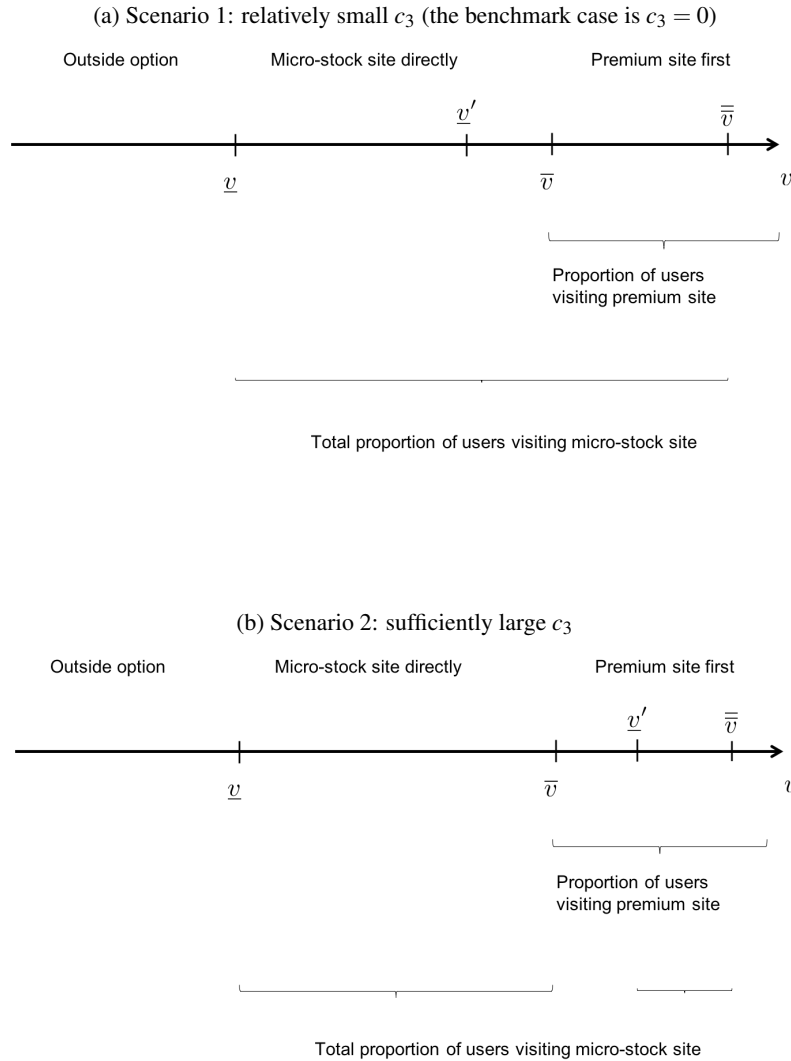 (a) Scenario 1: relatively small c₃ (the benchmark case is c₃ = 0)
Outside option Micro-stock site directly Premium site first
v̲′ v̿
v̲ v̅ v
Proportion of users
visiting premium site
Total proportion of users visiting micro-stock site
(b) Scenario 2: sufficiently large c₃
Outside option Micro-stock site directly Premium site first
v̲′ v̿
v̲ v̅ v
Proportion of users
visiting premium site
Total proportion of users visiting micro-stock site